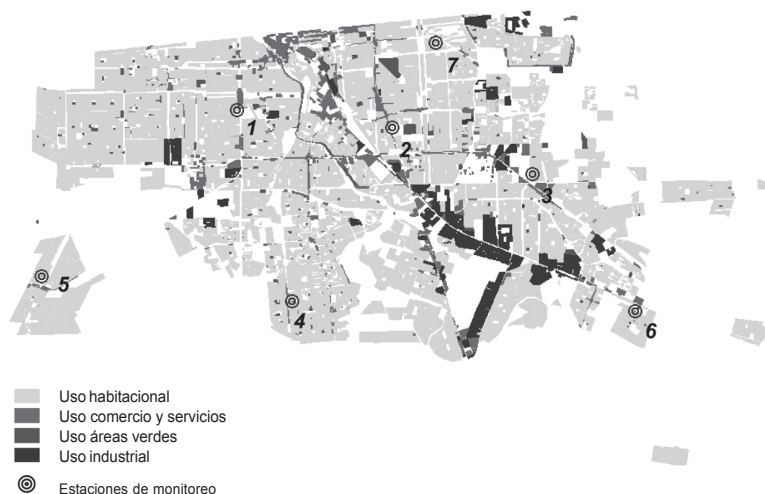 7
1
2
3
5
4
6
Uso habitacional
Uso comercio y servicios
Uso áreas verdes
Uso industrial
Estaciones de monitoreo